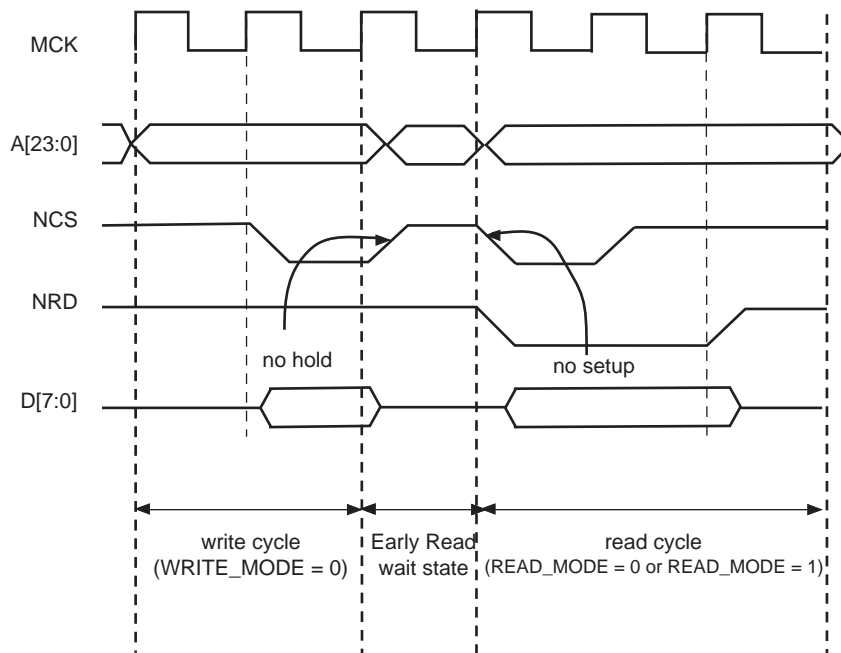 MCK
A[23:0]
NCS
NRD
no hold
no setup
D[7:0]
write cycle
(WRITE_MODE = 0)
Early Read
wait state
read cycle
(READ_MODE = 0 or READ_MODE = 1)